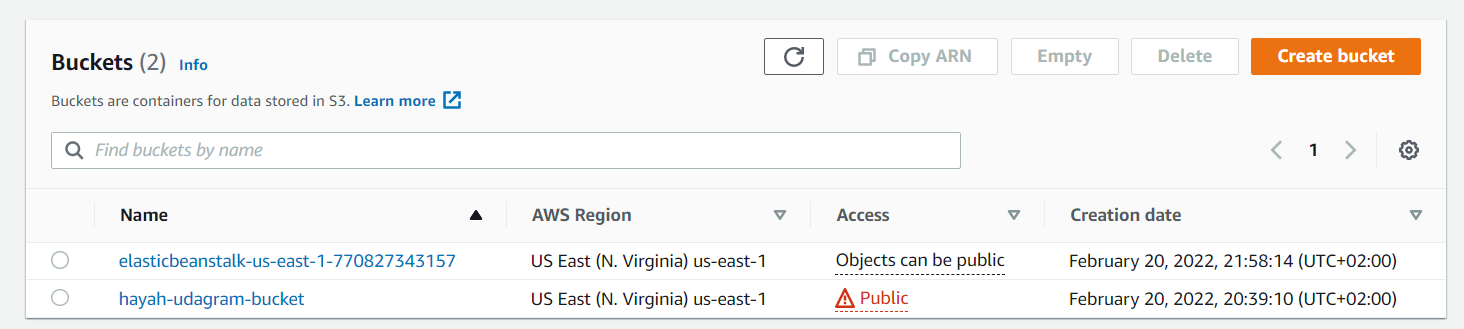 Buckets (2) Info Copy ARN Empty Delete Create bucket
Buckets are containers for data stored in S3. Learn more
Find buckets by name 1
Name AWS Region Access Creation date
elasticbeanstalk-us-east-1-770827343157 US East (N. Virginia) us-east-1 Objects can be public February 20, 2022, 21:58:14 (UTC+02:00)
hayah-udagram-bucket US East (N. Virginia) us-east-1 Public February 20, 2022, 20:39:10 (UTC+02:00)